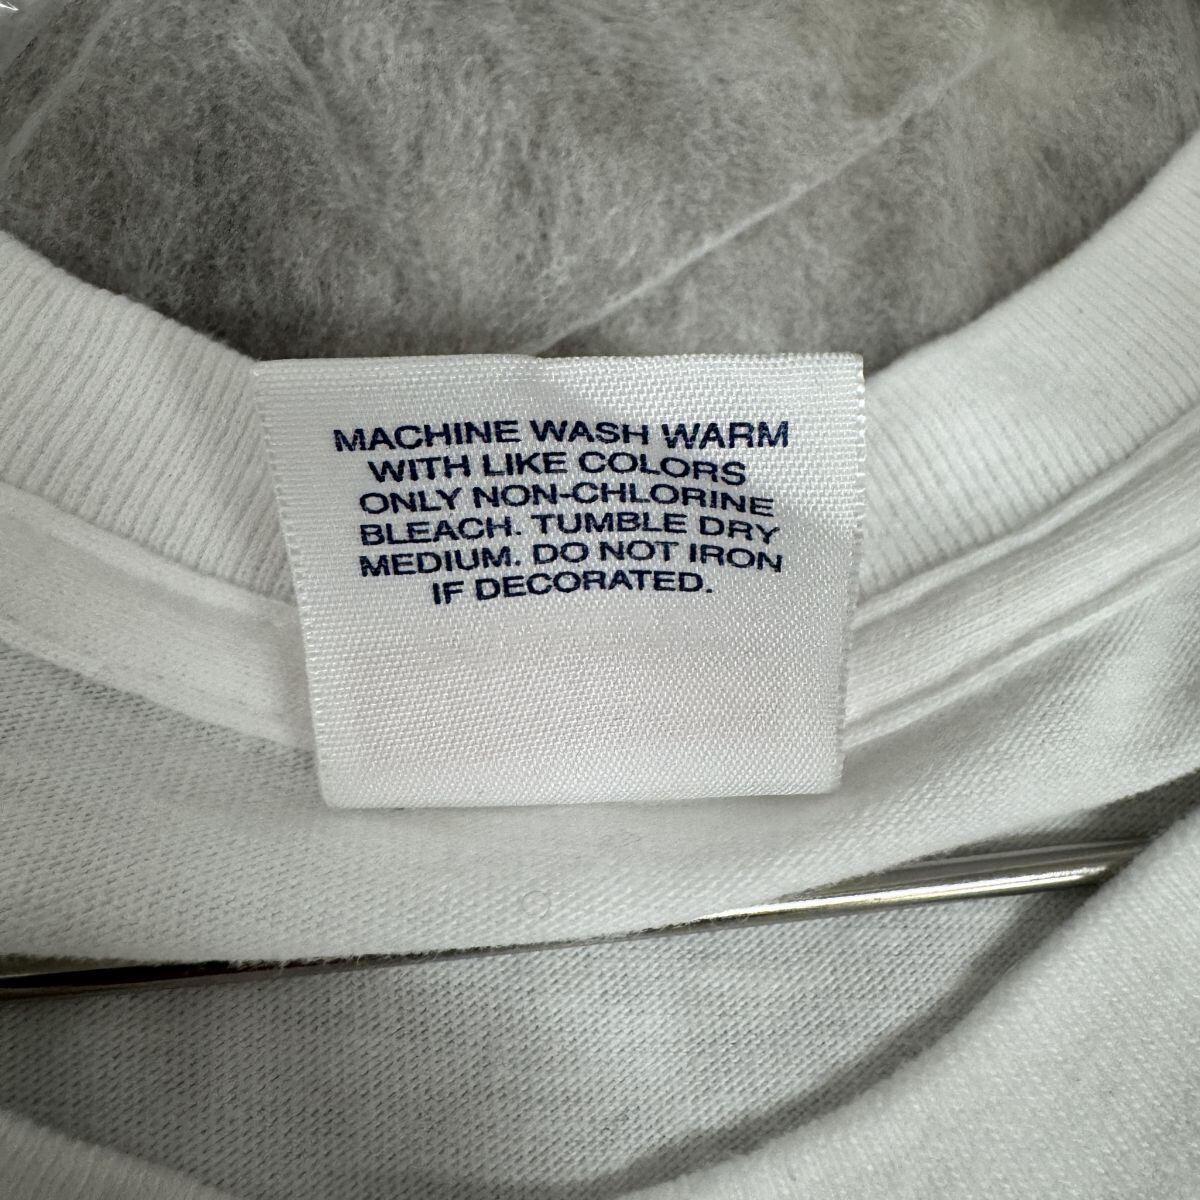 MACHINE WASH WARM
WITH LIKE COLORS
ONLY NON-CHLORINE
BLEACH. TUMBLE DRY
MEDIUM. DO NOT IRON
IF DECORATED.